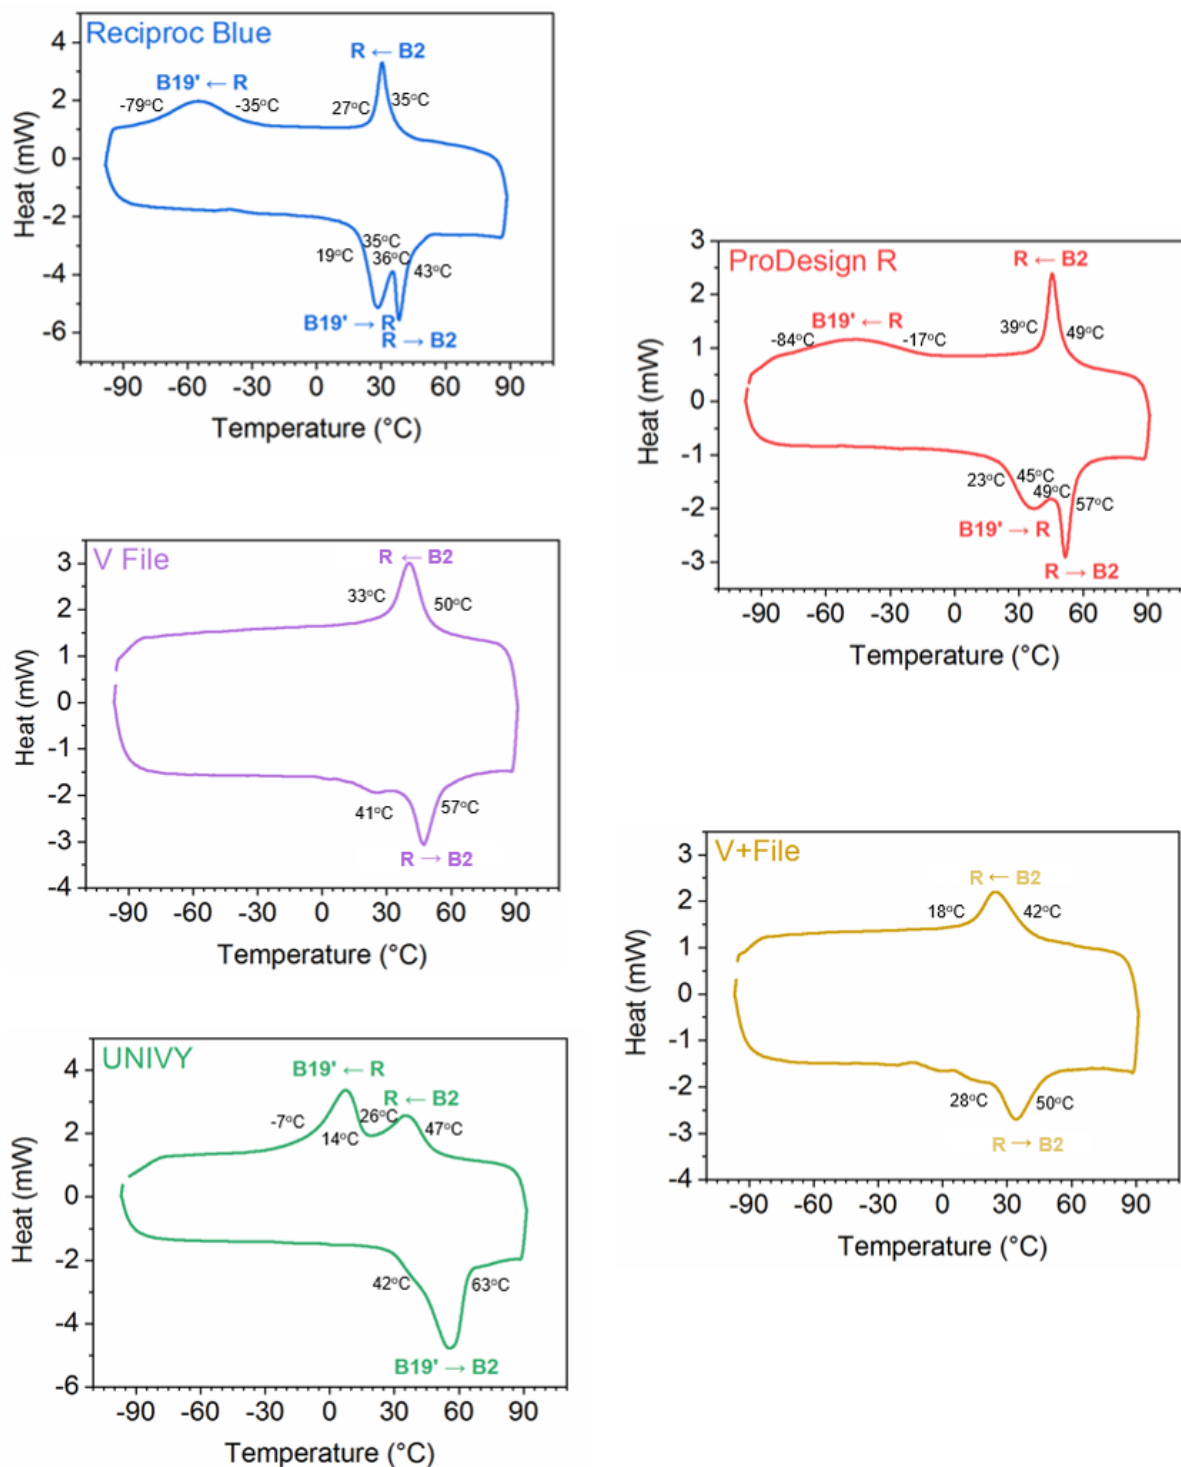 Reciproc Blue
R ← B2
B19' ← R
-79°C
-35°C
27°C
35°C
19°C
35°C
36°C
43°C
B19' → R
R → B2
4
2
0
-2
-4
-6
Heat (mW)
-90 -60 -30 0 30 60 90
Temperature (°C)
ProDesign R
R ← B2
B19' ← R
-84°C
-17°C
39°C
49°C
23°C
45°C
49°C
57°C
B19' → R
R → B2
3
2
1
0
-1
-2
-3
Heat (mW)
-90 -60 -30 0 30 60 90
Temperature (°C)
V File
R ← B2
33°C
50°C
41°C
57°C
R → B2
3
2
1
0
-1
-2
-3
-4
Heat (mW)
-90 -60 -30 0 30 60 90
Temperature (°C)
V+File
R ← B2
18°C
42°C
28°C
50°C
R → B2
3
2
1
0
-1
-2
-3
-4
Heat (mW)
-90 -60 -30 0 30 60 90
Temperature (°C)
UNIVY
B19' ← R
R ← B2
-7°C
14°C
26°C
47°C
42°C
63°C
B19' → B2
4
2
0
-2
-4
-6
Heat (mW)
-90 -60 -30 0 30 60 90
Temperature (°C)